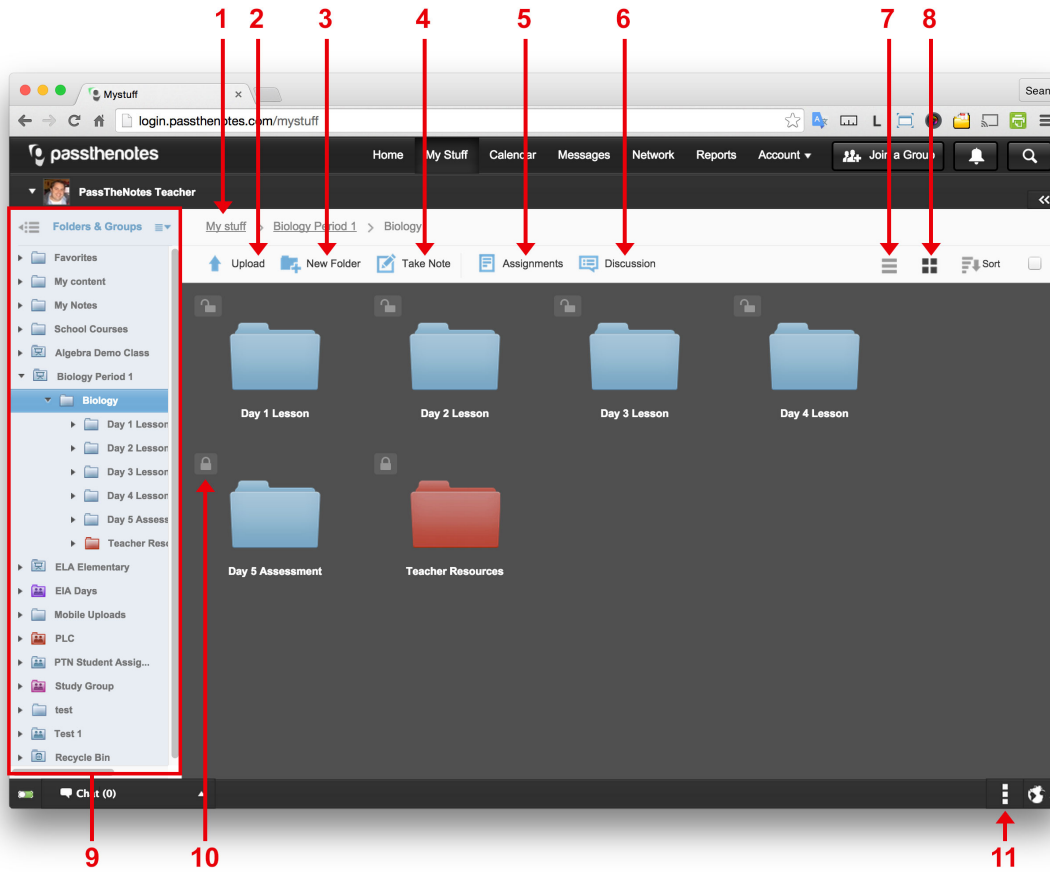 1 2 3 4 5 6 7 8
Mystuff × Sean
login.passthenotes.com/mystuff L
passthenotes Home My Stuff Calendar Messages Network Reports Account Join a Group
PassTheNotes Teacher
Folders & Groups
My stuff > Biology Period 1 > Biology
Upload New Folder Take Note Assignments Discussion Sort
Favorites
My content
My Notes
School Courses
Algebra Demo Class
Biology Period 1
Biology
Day 1 Lesson
Day 2 Lesson
Day 3 Lesson
Day 4 Lesson
Day 5 Assess
Teacher Reso
ELA Elementary
EIA Days
Mobile Uploads
PLC
PTN Student Assig...
Study Group
test
Test 1
Recycle Bin
Day 1 Lesson Day 2 Lesson Day 3 Lesson Day 4 Lesson
Day 5 Assessment Teacher Resources
Chat (0)
9 10 11